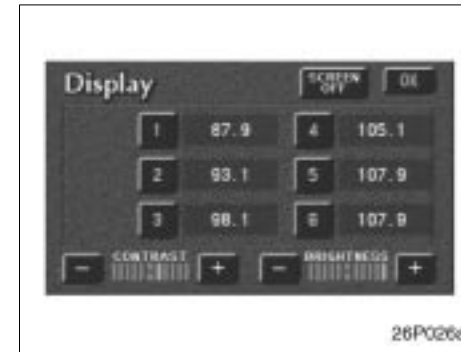 Display SCREEN OFF OK
1 87.9 4 105.1
2 93.1 5 107.9
3 98.1 6 107.9
- CONTRAST + - BRIGHTNESS +
26P026a